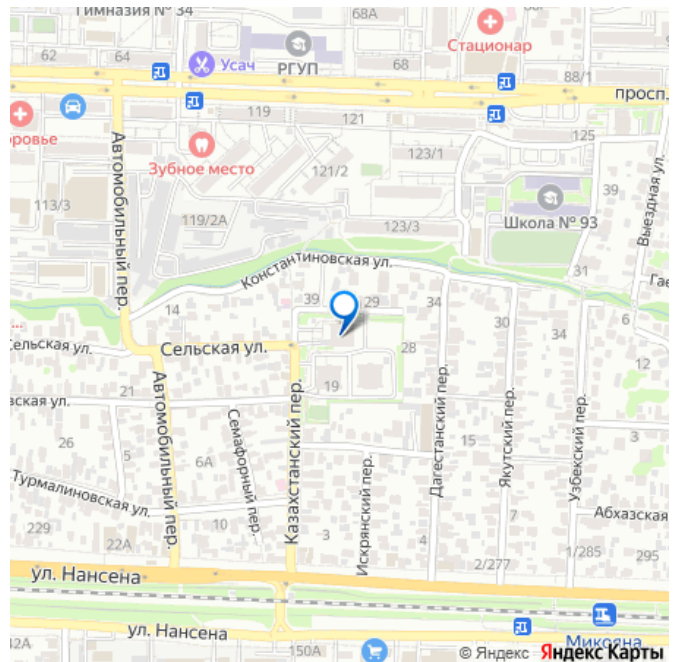 Гимназия № 34
68А
Стационар
РГУП
Усач
68
88/1
просп.
119
121
125
оровье
Зубное место
123/1
121/2
39
113/3
119/2А
123/3
Школа № 93
Выездная ул.
Автомобильный пер.
Константиновская ул.
31
Гае
14
39
29
34
30
34
6
Сельская ул.
Сельская ул.
28
21
19
вская ул.
Автомобильный пер.
Семафорный пер.
Казахстанский пер.
Искрянский пер.
Дагестанский пер.
Якутский пер.
Узбекский пер.
26
5
6А
15
3
Турмалиновская ул.
10
3
4
7
Абхазская
229
22А
2/277
1/285
295
ул. Нансена
ул. Нансена
Микояна
2А
150А
© Яндекс Яндекс Карты